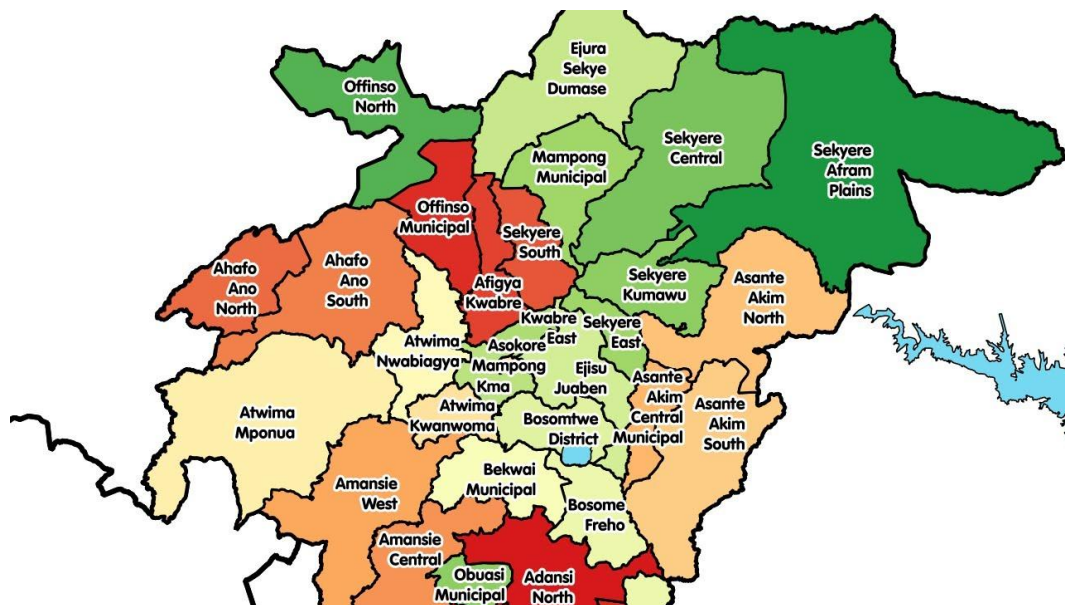 Ejura
Sekye
Dumase
Offinso
North
Sekyere
Central
Mampong
Municipal
Sekyere
Afram
Plains
Offinso
Municipal
Sekyere
South
Ahafo
Ano
North
Ahafo
Ano
South
Afigya
Kwabre
Sekyere
Kumawu
Asante
Akim
North
Kwabre
East
Sekyere
East
Atwima
Nwabiagya
Asokore
Mampong
Kma
Ejisu
Juaben
Asante
Akim
Central
Municipal
Asante
Akim
South
Atwima
Mponua
Atwima
Kwanwoma
Bosomtwe
District
Bekwai
Municipal
Amansie
West
Bosome
Freho
Amansie
Central
Obuasi
Municipal
Adansi
North